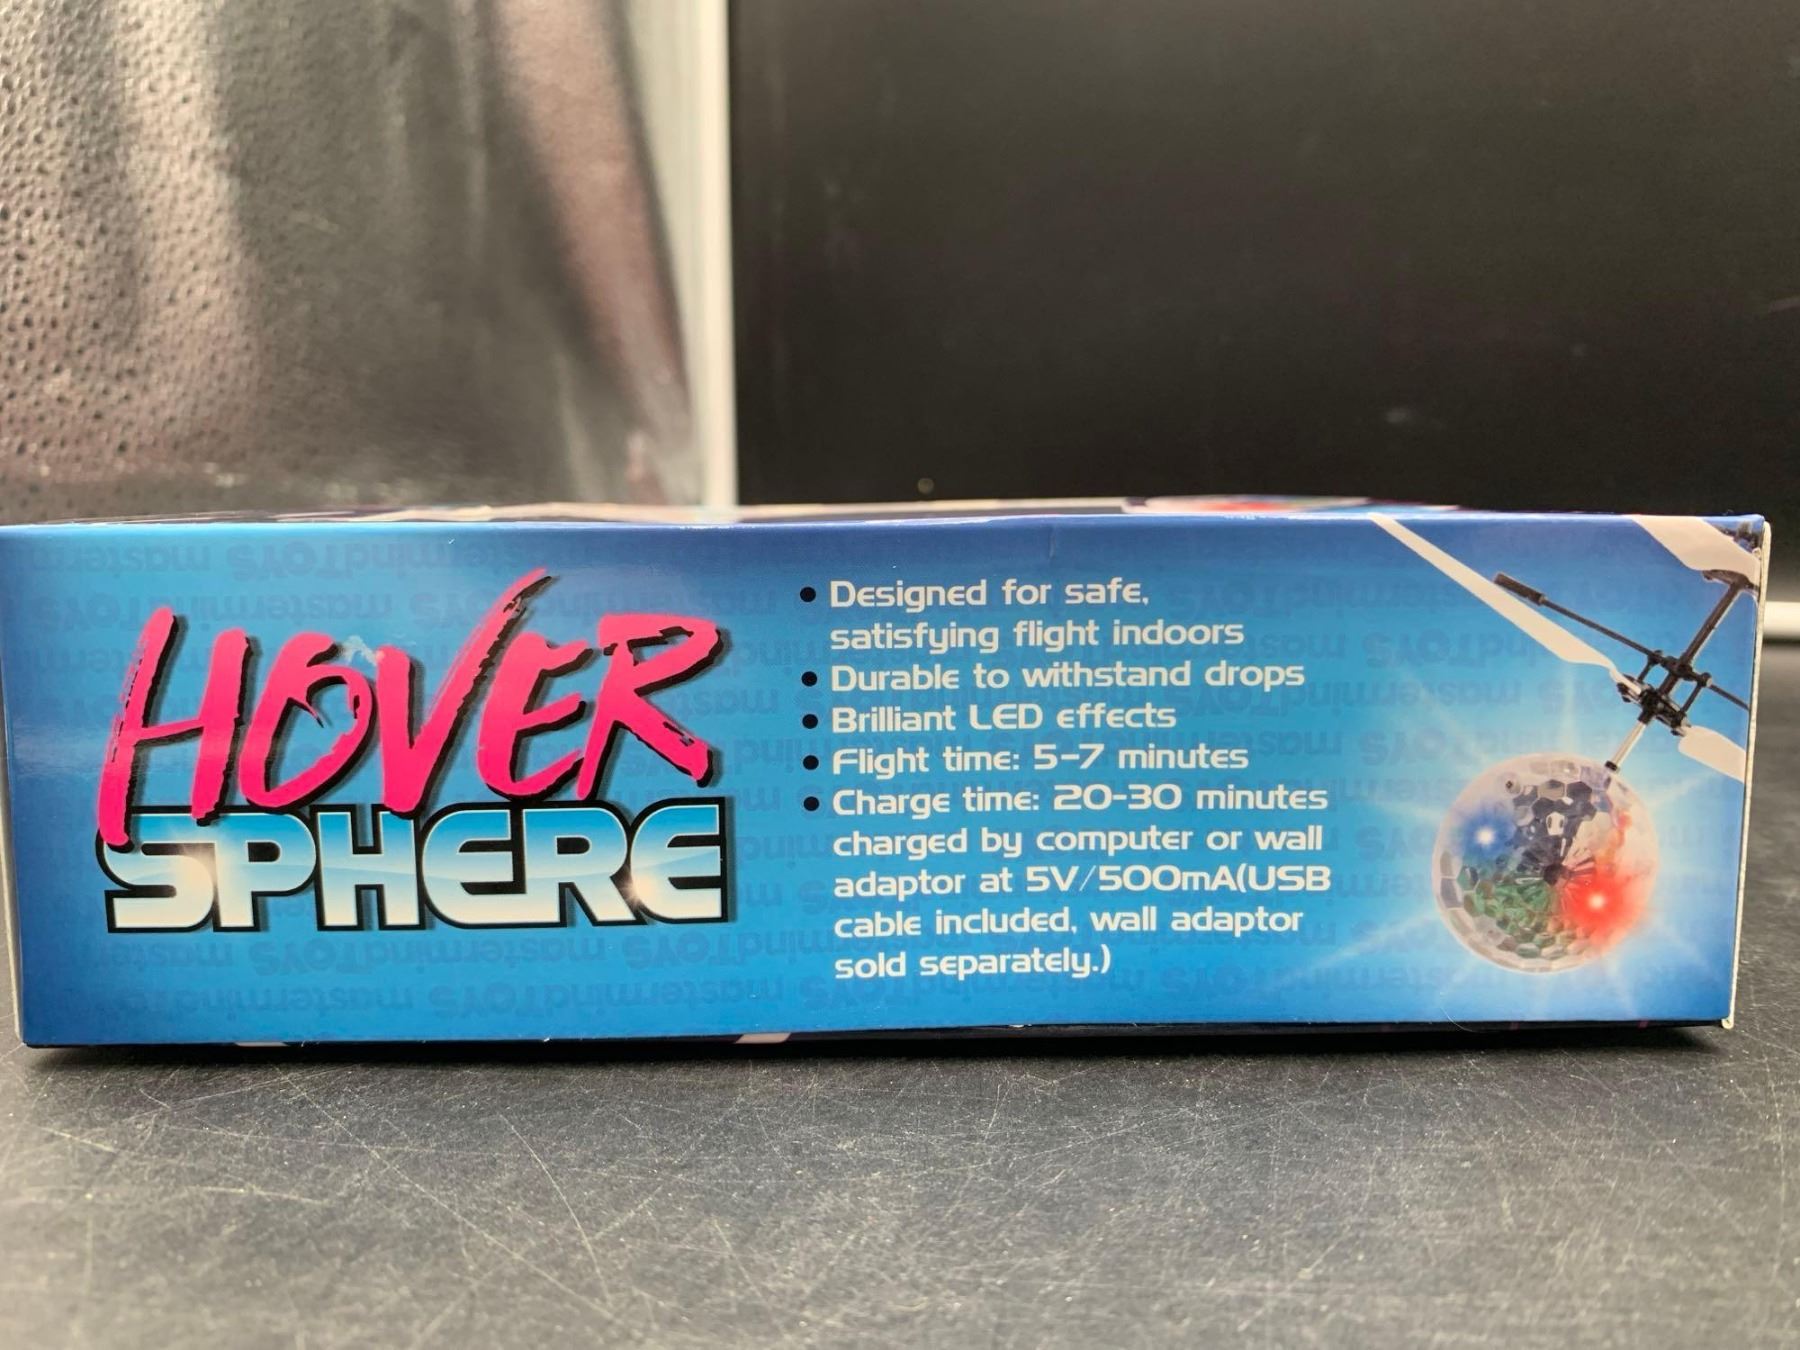 HOVER
SPHERE
• Designed for safe,
satisfying flight indoors
• Durable to withstand drops
• Brilliant LED effects
• Flight time: 5-7 minutes
• Charge time: 20-30 minutes
charged by computer or wall
adaptor at 5V/500mA(USB
cable included, wall adaptor
sold separately.)
mastermindTOYS